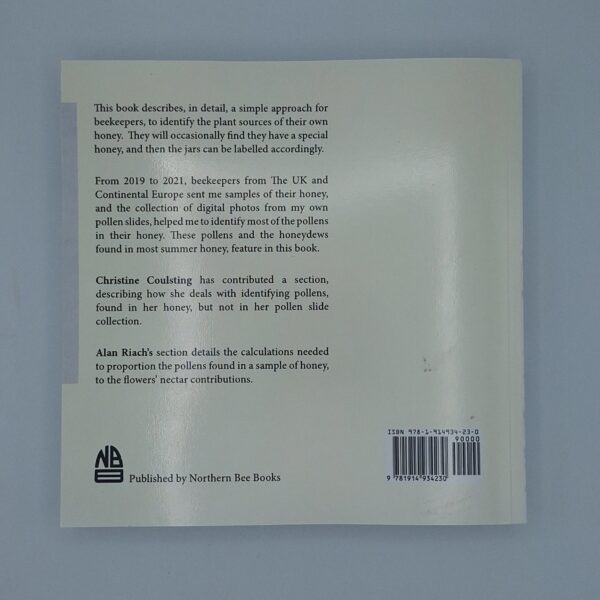 This book describes, in detail, a simple approach for
beekeepers, to identify the plant sources of their own
honey. They will occasionally find they have a special
honey, and then the jars can be labelled accordingly.
From 2019 to 2021, beekeepers from The UK and
Continental Europe sent me samples of their honey,
and the collection of digital photos from my own
pollen slides, helped me to identify most of the pollens
in their honey. These pollens and the honeydews
found in most summer honey, feature in this book.
Christine Coulsting has contributed a section,
describing how she deals with identifying pollens,
found in her honey, but not in her pollen slide
collection.
Alan Riach's section details the calculations needed
to proportion the pollens found in a sample of honey,
to the flowers' nectar contributions.
NBB
Published by Northern Bee Books
ISBN 978-1-914934-23-0
90000
9 781914 934230